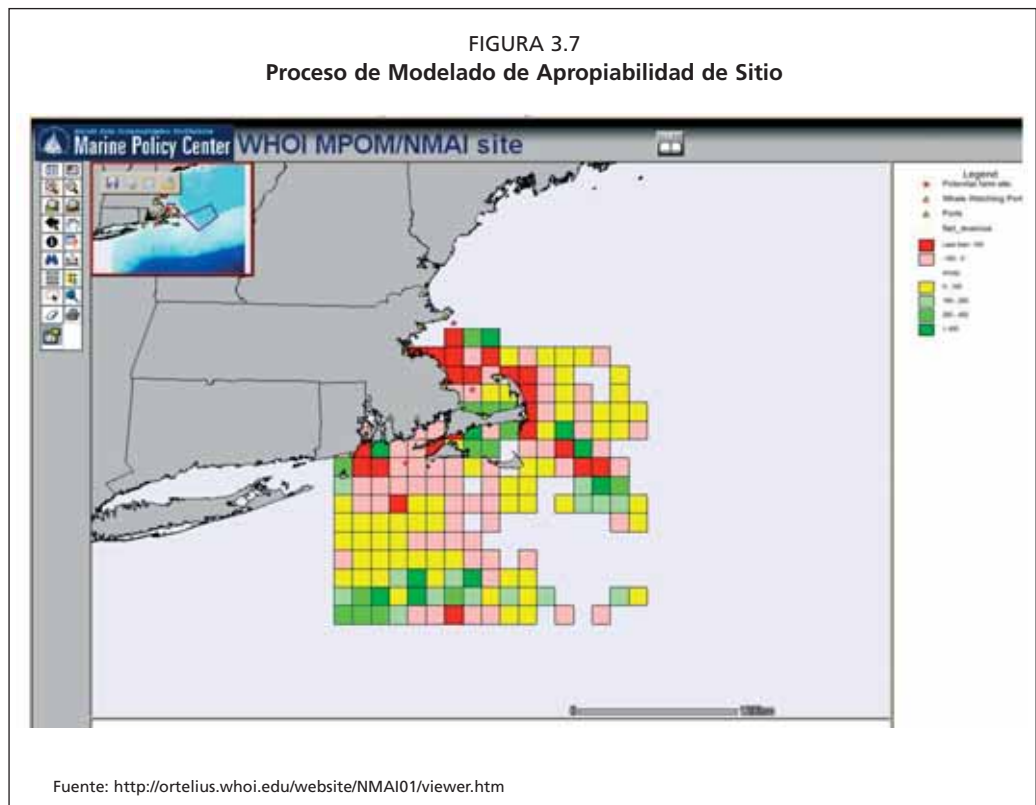 FIGURA 3.7
Proceso de Modelado de Apropiabilidad de Sitio
Marine Policy Center WHOI MPOM/NMAI site
Legend
Potential farm site
Whale Watching Port
Ports
Net_revenue
Fuente: http://ortelius.whoi.edu/website/NMAI01/viewer.htm